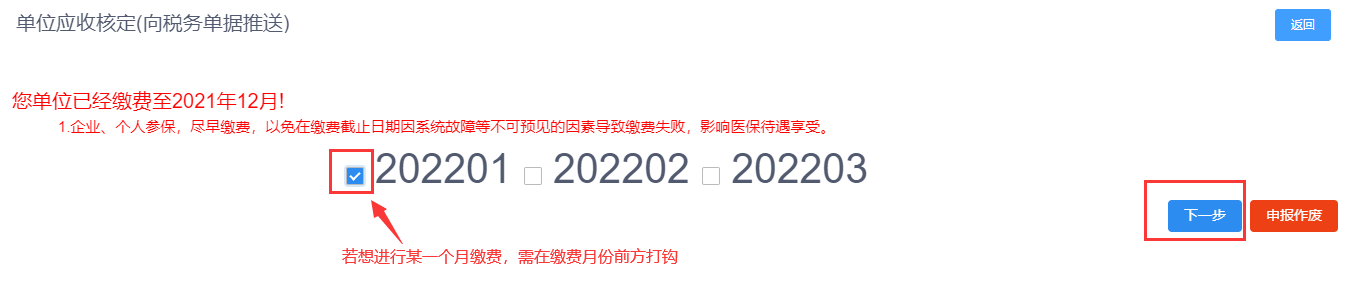 单位应收核定(向税务单据推送)
返回
您单位已经缴费至2021年12月!
1.企业、个人参保，尽早缴费，以免在缴费截止日期因系统故障等不可预见的因素导致缴费失败，影响医保待遇享受。
202201 202202 202203
下一步 申报作废
若想进行某一个月缴费，需在缴费月份前方打钩